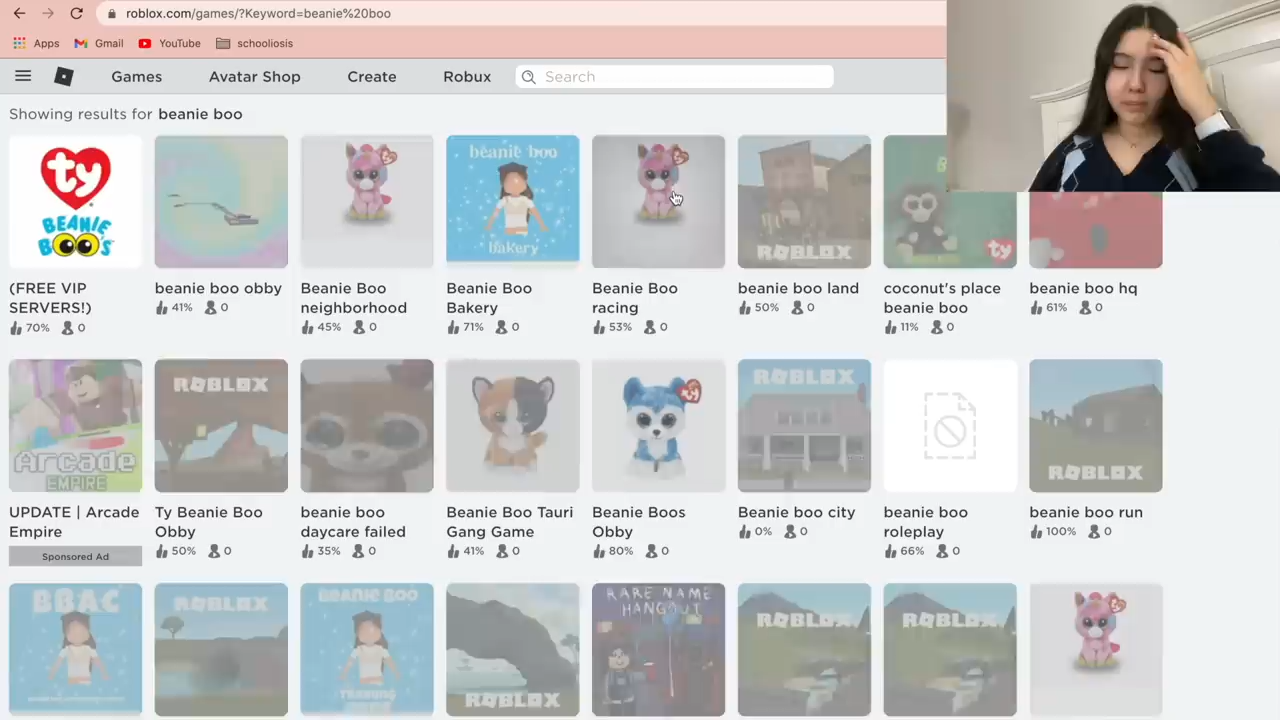 roblox.com/games/?Keyword=beanie%20boo
Apps
Gmail
YouTube
schooliosis
Games
Avatar Shop
Create
Robux
Search
Showing results for beanie boo
ty
BEANIE
BOO'S
beanie boo
Bakery
ROBLOX
ty
(FREE VIP
SERVERS!)
70% 0
beanie boo obby
41% 0
Beanie Boo
neighborhood
45% 0
Beanie Boo
Bakery
71% 0
Beanie Boo
racing
53% 0
beanie boo land
50% 0
coconut's place
beanie boo
11% 0
beanie boo hq
61% 0
Arcade
EMPIRE
ROBLOX
ty
ROBLOX
ROBLOX
UPDATE | Arcade
Empire
Sponsored Ad
Ty Beanie Boo
Obby
50% 0
beanie boo
daycare failed
35% 0
Beanie Boo Tauri
Gang Game
41% 0
Beanie Boos
Obby
80% 0
Beanie boo city
0% 0
beanie boo
roleplay
66% 0
beanie boo run
100% 0
BBAC
ROBLOX
BEANIE BOO
TRAINING
ROBLOX
RARE NAME
HANGOUT
ROBLOX
ROBLOX